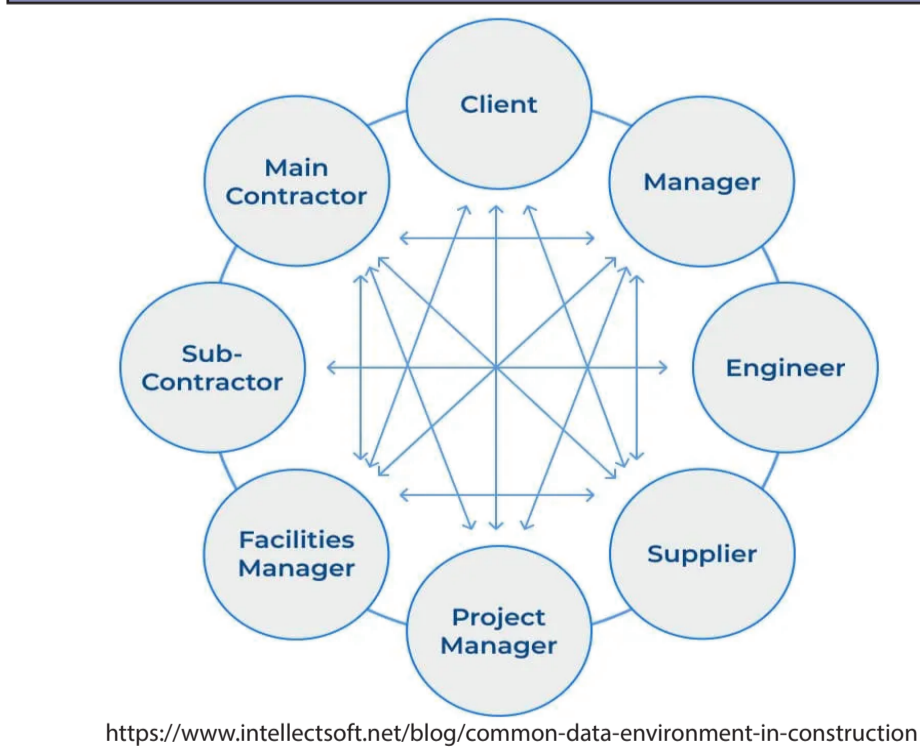 Client
Manager
Main
Contractor
Sub-
Contractor
Engineer
Facilities
Manager
Supplier
Project
Manager
https://www.intellectsoft.net/blog/common-data-environment-in-construction